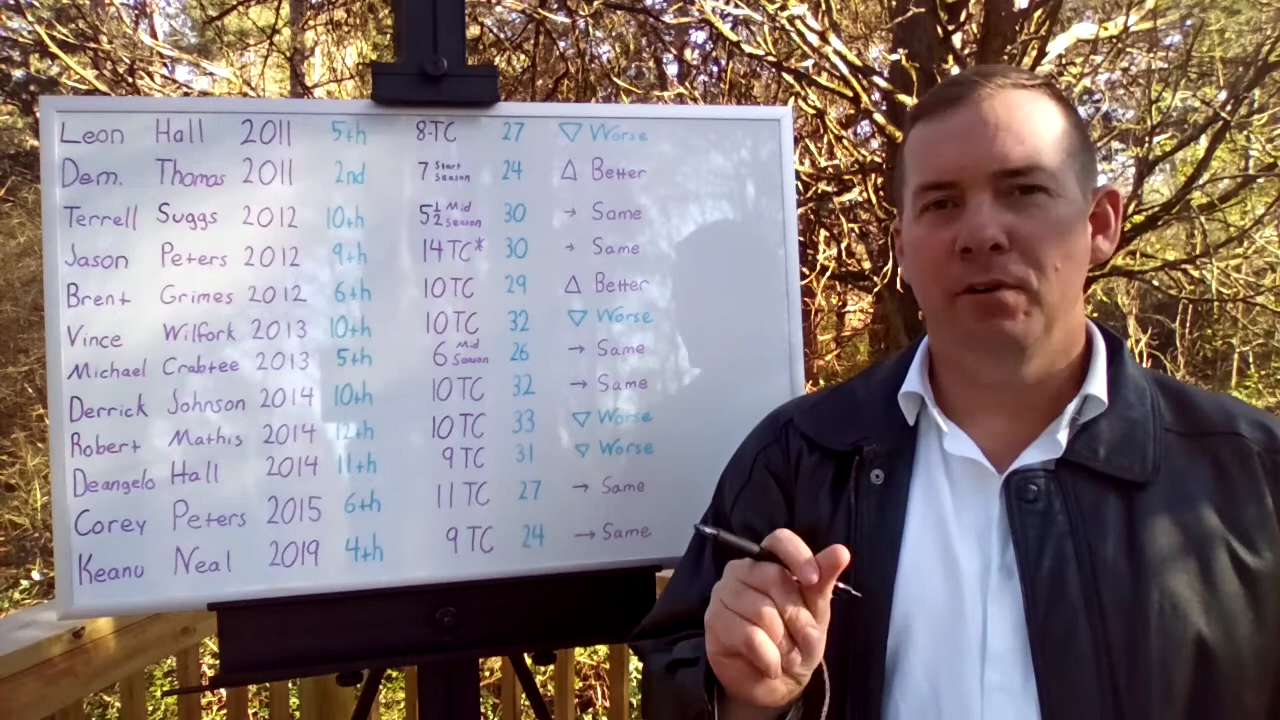 Leon Hall 2011 5th 8-TC 27 ▽ Worse
Dem. Thomas 2011 2nd 7 Start Season 24 △ Better
Terrell Suggs 2012 10th 5½ Mid Season 30 → Same
Jason Peters 2012 9th 14 TC* 30 → Same
Brent Grimes 2012 6th 10 TC 29 △ Better
Vince Wilfork 2013 10th 10 TC 32 ▽ Worse
Michael Crabtee 2013 5th 6 Mid Season 26 → Same
Derrick Johnson 2014 10th 10 TC 32 → Same
Robert Mathis 2014 12th 10 TC 33 ▽ Worse
Deangelo Hall 2014 11th 9 TC 31 ▽ Worse
Corey Peters 2015 6th 11 TC 27 → Same
Keanu Neal 2019 4th 9 TC 24 → Same